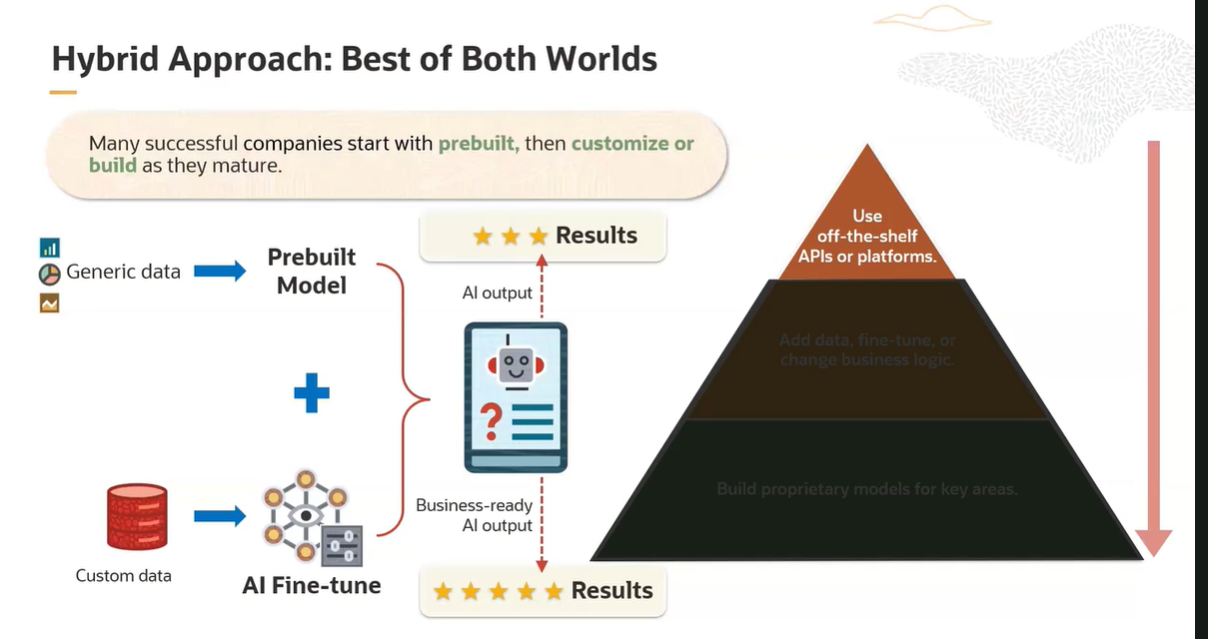 Hybrid Approach: Best of Both Worlds
Many successful companies start with prebuilt, then customize or
build as they mature.
Generic data
Prebuilt
Model
Results
AI output
Business-ready
AI output
Custom data
AI Fine-tune
Results
Use
off-the-shelf
APIs or platforms.
Add data, fine-tune, or
change business logic.
Build proprietary models for key areas.